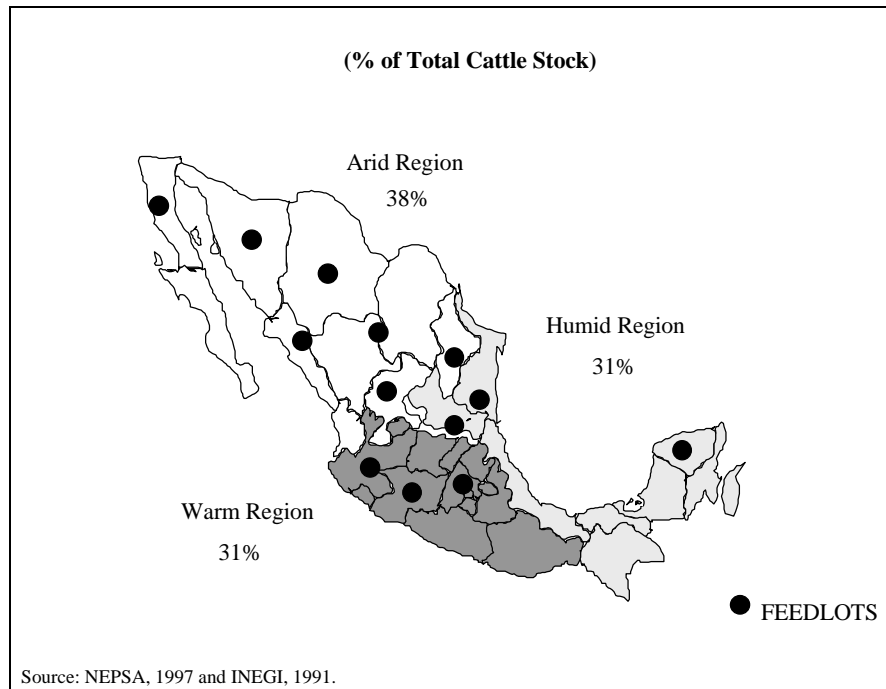 (% of Total Cattle Stock)
Arid Region
38%
Humid Region
31%
Warm Region
31%
FEEDLOTS
Source: NEPSA, 1997 and INEGI, 1991.